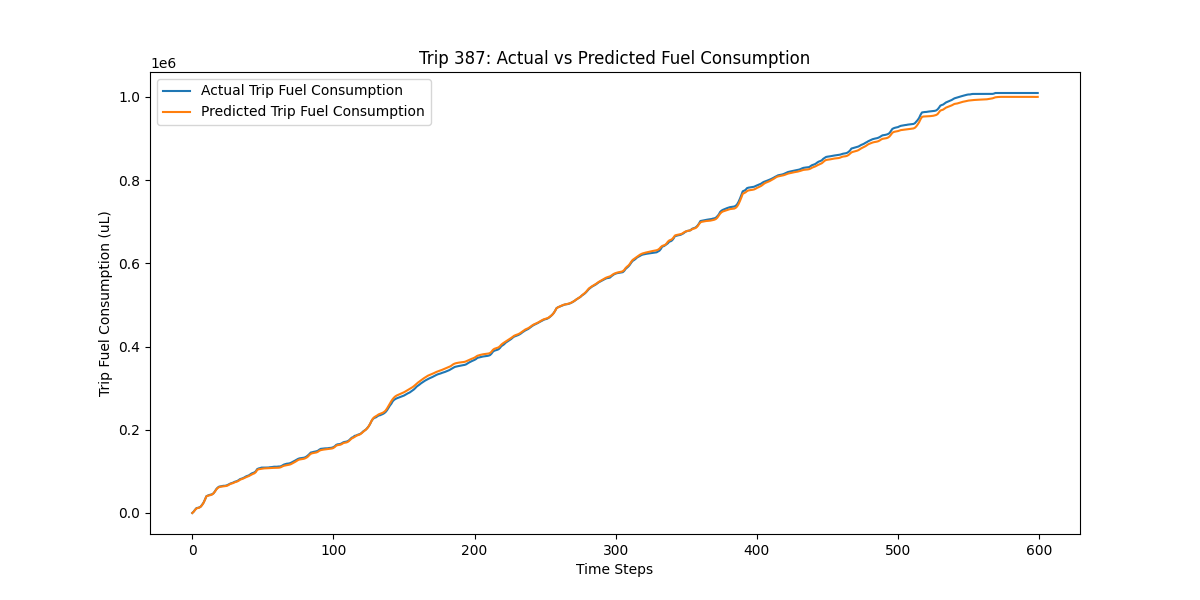 Trip 387: Actual vs Predicted Fuel Consumption
1e6
Actual Trip Fuel Consumption
Predicted Trip Fuel Consumption
1.0
0.8
0.6
0.4
0.2
0.0
Trip Fuel Consumption (uL)
0 100 200 300 400 500 600
Time Steps